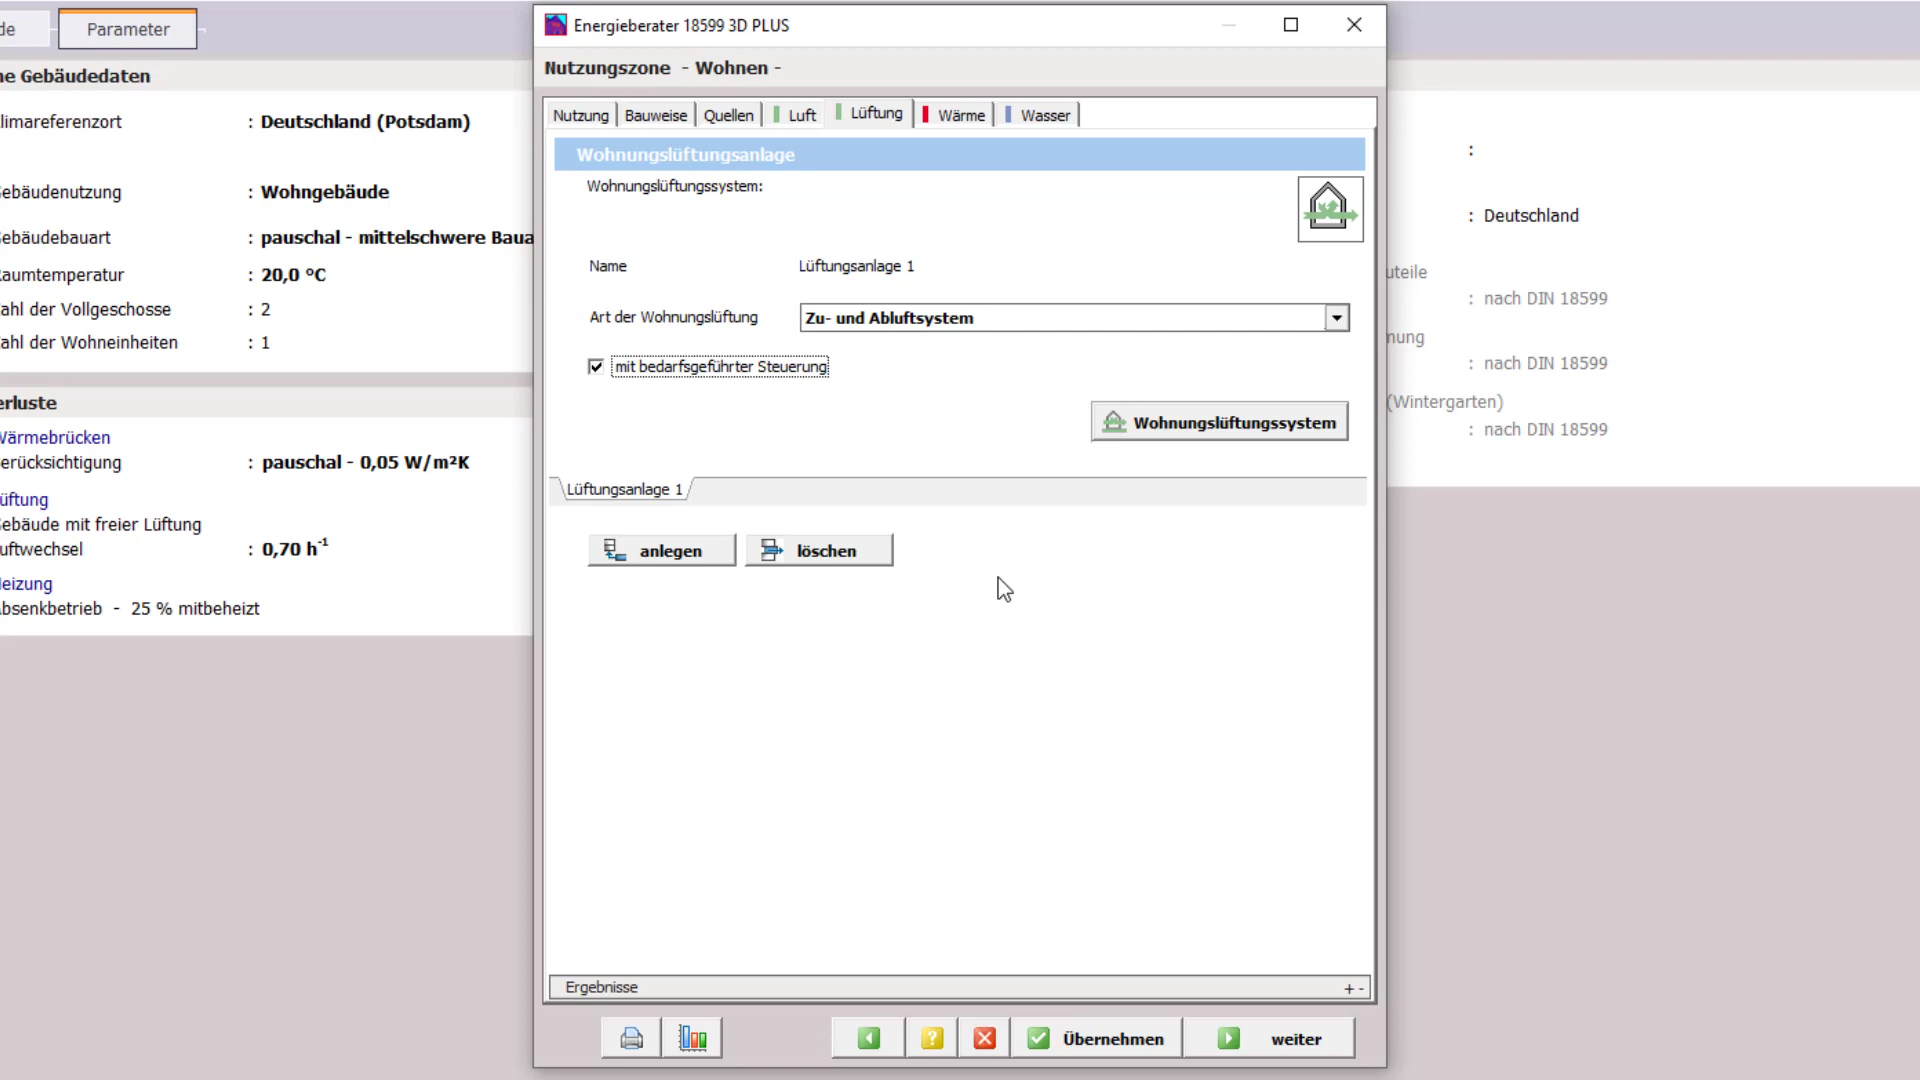 de
Parameter
ne Gebäudedaten
limareferenzort : Deutschland (Potsdam)
ebäudenutzung : Wohngebäude
ebäudebauart : pauschal - mittelschwere Baua
aumtemperatur : 20,0 °C
ahl der Vollgeschosse : 2
ahl der Wohneinheiten : 1
erluste
Wärmebrücken
erücksichtigung : pauschal - 0,05 W/m²K
üftung
ebäude mit freier Lüftung
uftwechsel : 0,70 h⁻¹
eizung
bsenkbetrieb - 25 % mitbeheizt
Energieberater 18599 3D PLUS
Nutzungszone - Wohnen -
Nutzung Bauweise Quellen Luft Lüftung Wärme Wasser
Wohnungslüftungsanlage
Wohnungslüftungssystem:
Name Lüftungsanlage 1
Art der Wohnungslüftung Zu- und Abluftsystem
mit bedarfsgeführter Steuerung
Wohnungslüftungssystem
Lüftungsanlage 1
anlegen löschen
Ergebnisse + -
? Übernehmen weiter
:
: Deutschland
uteile
: nach DIN 18599
nung
: nach DIN 18599
(Wintergarten)
: nach DIN 18599